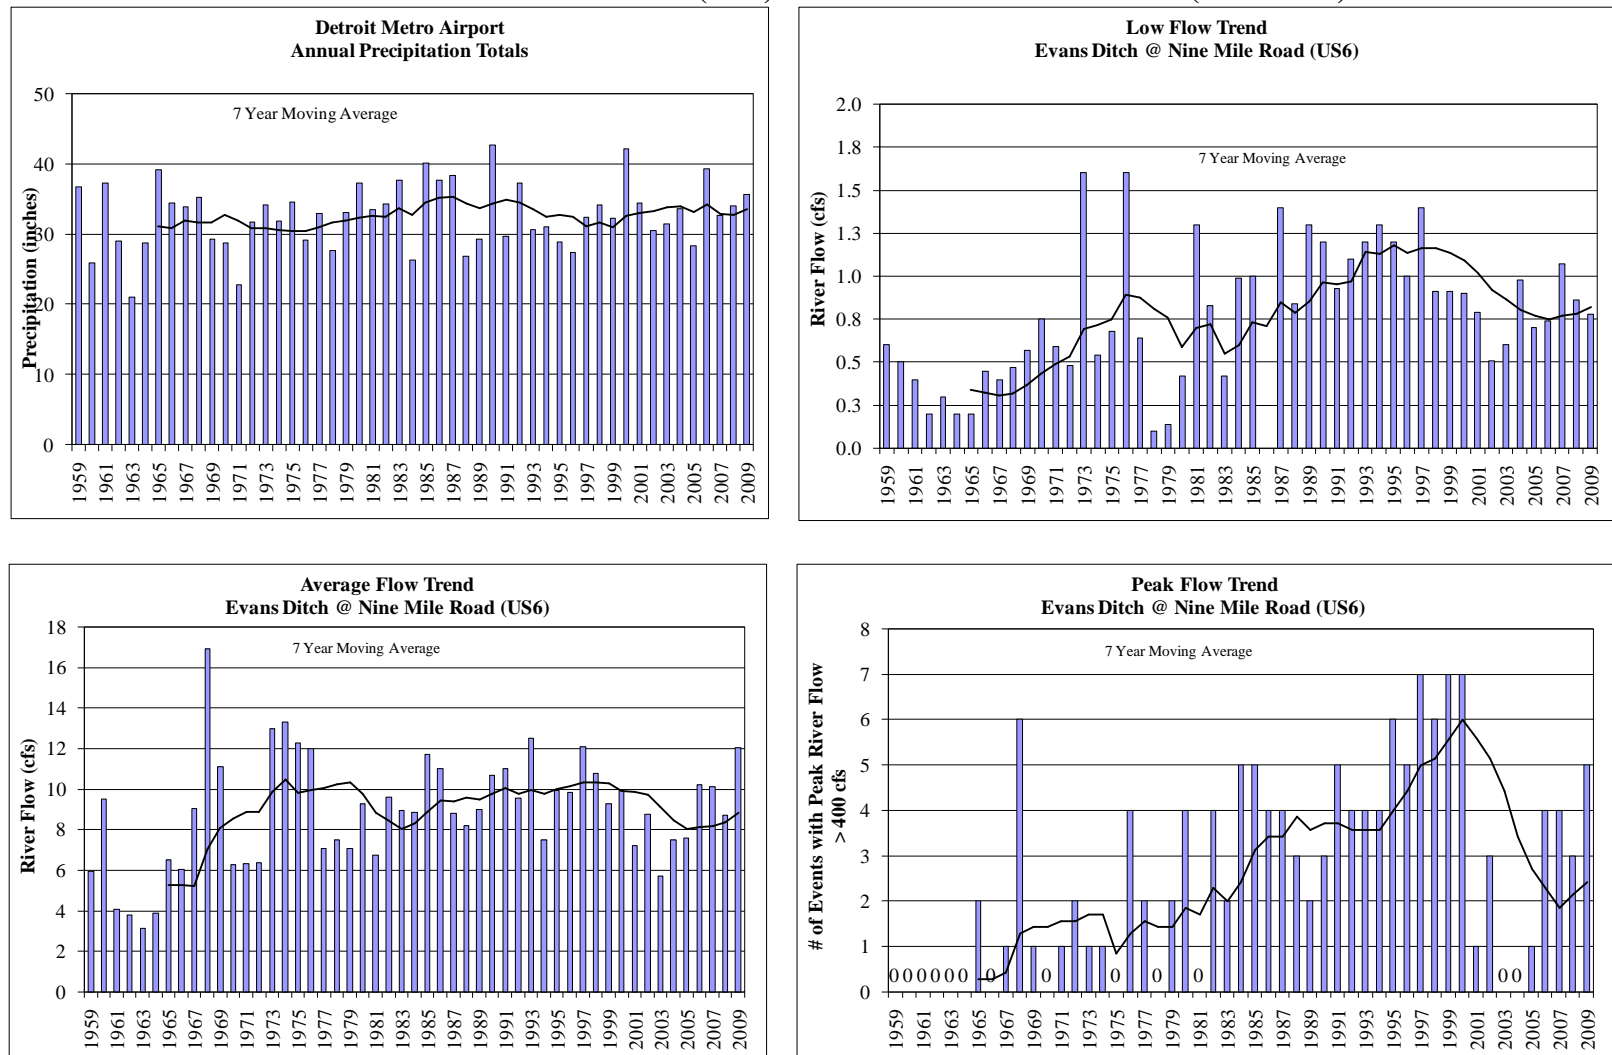 Detroit Metro Airport
Annual Precipitation Totals
7 Year Moving Average
Precipitation (inches)
50
40
30
20
10
0
1959 1961 1963 1965 1967 1969 1971 1973 1975 1977 1979 1981 1983 1985 1987 1989 1991 1993 1995 1997 1999 2001 2003 2005 2007 2009
Low Flow Trend
Evans Ditch @ Nine Mile Road (US6)
7 Year Moving Average
River Flow (cfs)
2.0
1.8
1.5
1.3
1.0
0.8
0.5
0.3
0.0
1959 1961 1963 1965 1967 1969 1971 1973 1975 1977 1979 1981 1983 1985 1987 1989 1991 1993 1995 1997 1999 2001 2003 2005 2007 2009
Average Flow Trend
Evans Ditch @ Nine Mile Road (US6)
7 Year Moving Average
River Flow (cfs)
18
16
14
12
10
8
6
4
2
0
1959 1961 1963 1965 1967 1969 1971 1973 1975 1977 1979 1981 1983 1985 1987 1989 1991 1993 1995 1997 1999 2001 2003 2005 2007 2009
Peak Flow Trend
Evans Ditch @ Nine Mile Road (US6)
7 Year Moving Average
# of Events with Peak River Flow
> 400 cfs
8
7
6
5
4
3
2
1
0
0 0 0 0 0 0 0 0 0 0 0 0 0
1959 1961 1963 1965 1967 1969 1971 1973 1975 1977 1979 1981 1983 1985 1987 1989 1991 1993 1995 1997 1999 2001 2003 2005 2007 2009